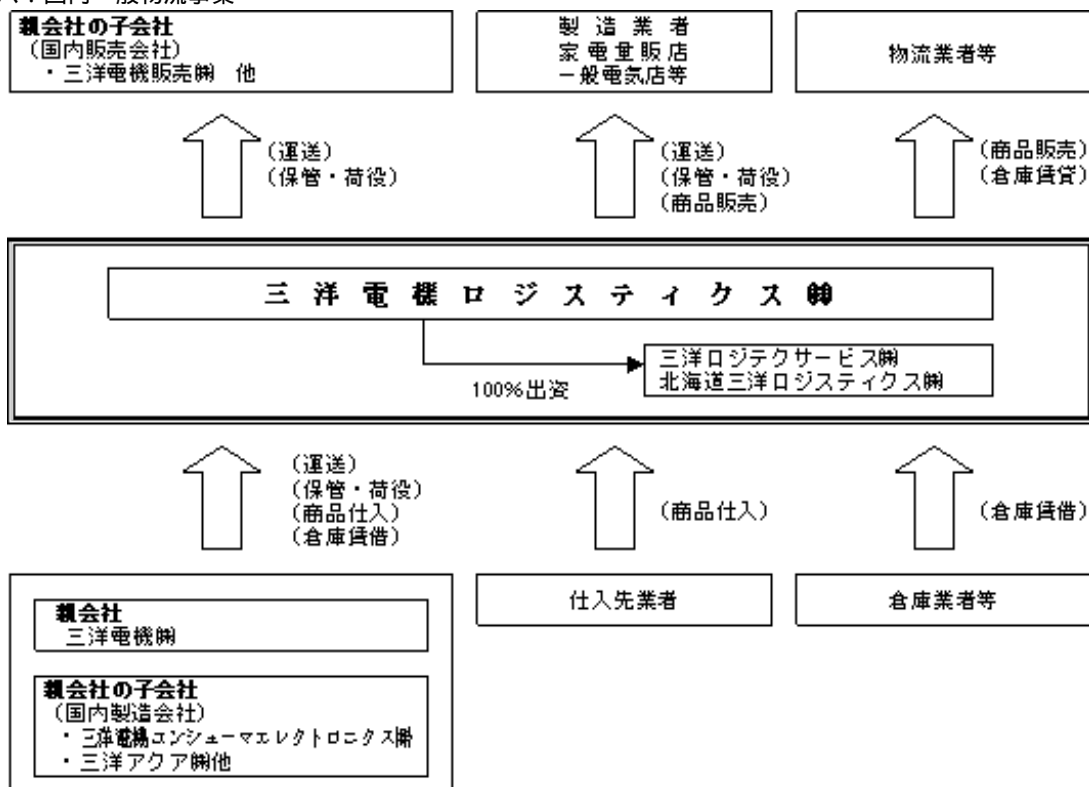 親会社の子会社
（国内販売会社）
・三洋電機販売㈱　他
製造業者
家電量販店
一般電気店等
物流業者等
（運送）
（保管・荷役）
（運送）
（保管・荷役）
（商品販売）
（商品販売）
（倉庫賃貸）
三洋電機ロジスティクス㈱
三洋ロジテクサービス㈱
北海道三洋ロジスティクス㈱
100%出資
（運送）
（保管・荷役）
（商品仕入）
（倉庫賃借）
（商品仕入）
（倉庫賃借）
親会社
三洋電機㈱
仕入先業者
倉庫業者等
親会社の子会社
（国内製造会社）
・三洋電機コンシューマエレクトロニクス㈱
・三洋アクア㈱他